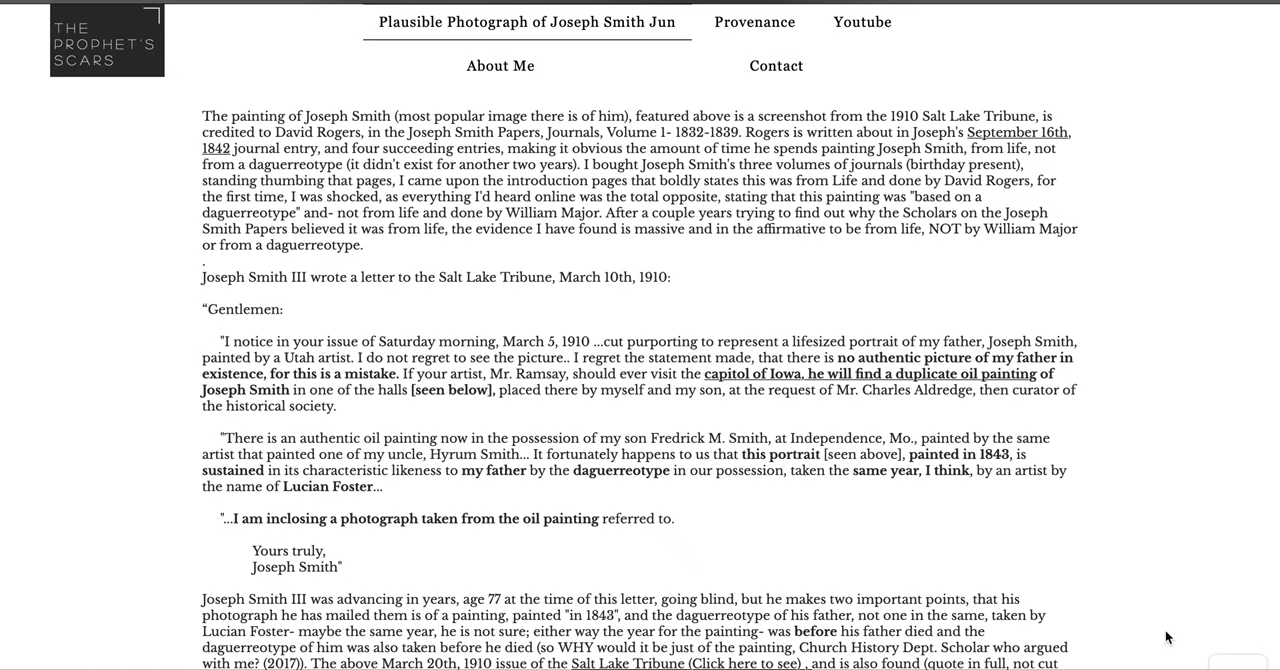 THE
PROPHET'S
SCARS
Plausible Photograph of Joseph Smith Jun
Provenance
Youtube
About Me
Contact
The painting of Joseph Smith (most popular image there is of him), featured above is a screenshot from the 1910 Salt Lake Tribune, is
credited to David Rogers, in the Joseph Smith Papers, Journals, Volume 1- 1832-1839. Rogers is written about in Joseph's September 16th,
1842 journal entry, and four succeeding entries, making it obvious the amount of time he spends painting Joseph Smith, from life, not
from a daguerreotype (it didn't exist for another two years). I bought Joseph Smith's three volumes of journals (birthday present),
standing thumbing that pages, I came upon the introduction pages that boldly states this was from Life and done by David Rogers, for
the first time, I was shocked, as everything I'd heard online was the total opposite, stating that this painting was "based on a
daguerreotype" and- not from life and done by William Major. After a couple years trying to find out why the Scholars on the Joseph
Smith Papers believed it was from life, the evidence I have found is massive and in the affirmative to be from life, NOT by William Major
or from a daguerreotype.
.
Joseph Smith III wrote a letter to the Salt Lake Tribune, March 10th, 1910:
“Gentlemen:
"I notice in your issue of Saturday morning, March 5, 1910 ...cut purporting to represent a lifesized portrait of my father, Joseph Smith,
painted by a Utah artist. I do not regret to see the picture.. I regret the statement made, that there is no authentic picture of my father in
existence, for this is a mistake. If your artist, Mr. Ramsay, should ever visit the capitol of Iowa, he will find a duplicate oil painting of
Joseph Smith in one of the halls [seen below], placed there by myself and my son, at the request of Mr. Charles Aldredge, then curator of
the historical society.
"There is an authentic oil painting now in the possession of my son Fredrick M. Smith, at Independence, Mo., painted by the same
artist that painted one of my uncle, Hyrum Smith... It fortunately happens to us that this portrait [seen above], painted in 1843, is
sustained in its characteristic likeness to my father by the daguerreotype in our possession, taken the same year, I think, by an artist by
the name of Lucian Foster...
"...I am inclosing a photograph taken from the oil painting referred to.
Yours truly,
Joseph Smith"
Joseph Smith III was advancing in years, age 77 at the time of this letter, going blind, but he makes two important points, that his
photograph he has mailed them is of a painting, painted "in 1843", and the daguerreotype of his father, not one in the same, taken by
Lucian Foster- maybe the same year, he is not sure; either way the year for the painting- was before his father died and the
daguerreotype of him was also taken before he died (so WHY would it be just of the painting, Church History Dept. Scholar who argued
with me? (2017)). The above March 20th, 1910 issue of the Salt Lake Tribune (Click here to see) , and is also found (quote in full, not cut